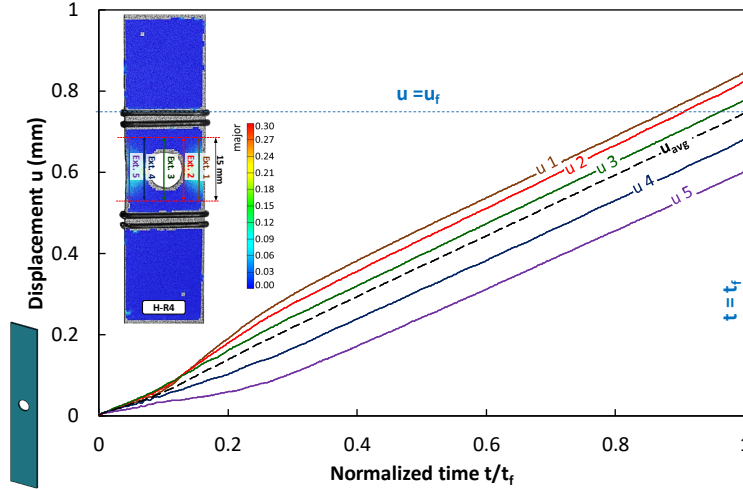 1
0.8
0.6
0.4
0.2
0
Displacement u (mm)
u =u_f
major
0.30
0.26
0.24
0.21
0.18
0.15
0.12
0.09
0.06
0.03
0.00
Ext. 5
Ext. 4
Ext. 3
Ext. 2
Ext. 1
15 mm
H-R4
u 1
u 2
u 3
u_avg
u 4
u 5
t = t_f
0
0.2
0.4
0.6
0.8
1
Normalized time t/t_f